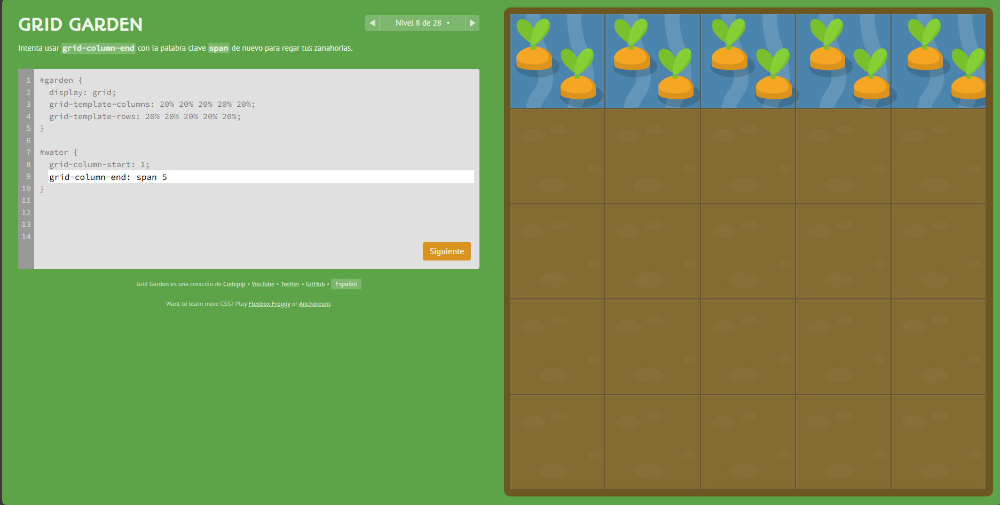 GRID GARDEN
◀ Nivel 8 de 28 ▾ ▶
Intenta usar grid-column-end con la palabra clave span de nuevo para regar tus zanahorias.
1 #garden {
2 display: grid;
3 grid-template-columns: 20% 20% 20% 20% 20%;
4 grid-template-rows: 20% 20% 20% 20% 20%;
5 }
6
7 #water {
8 grid-column-start: 1;
9 grid-column-end: span 5
10 }
11
12
13
14
Siguiente
Grid Garden es una creación de Codepip • YouTube • Twitter • GitHub • Español
Want to learn more CSS? Play Flexbox Froggy or Anchoreum.